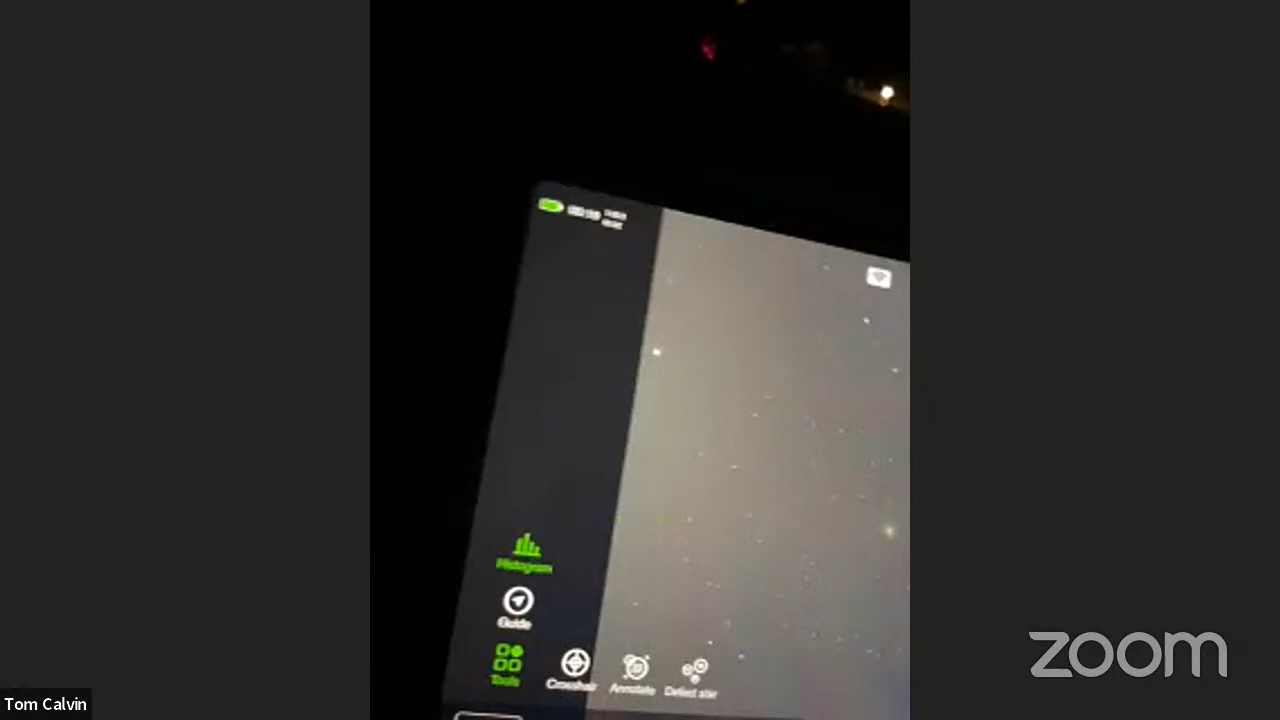 Histogram
Guide
Tools
Crosshair
Annotate
Detect star
Tom Calvin
zoom